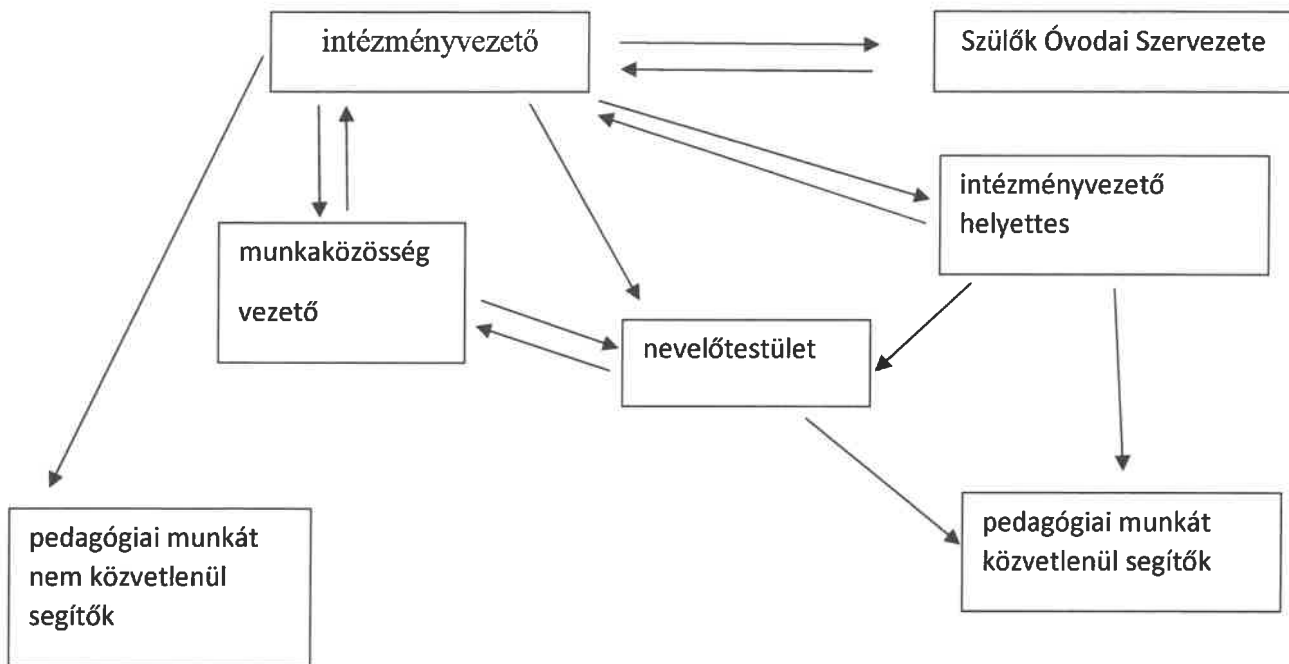 intézményvezető
Szülők Óvodai Szervezete
intézményvezető
helyettes
munkaközösség
vezető
nevelőtestület
pedagógiai munkát
nem közvetlenül
segítők
pedagógiai munkát
közvetlenül segítők